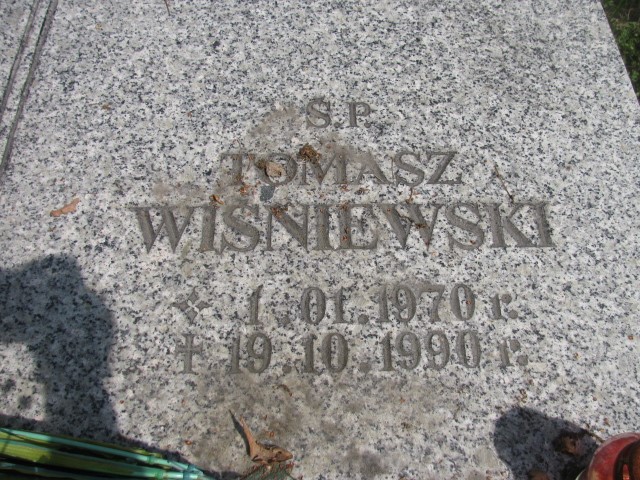 Ś.P.
TOMASZ
WIŚNIEWSKI
1.01.1970 r.
† 19.10.1990 r.